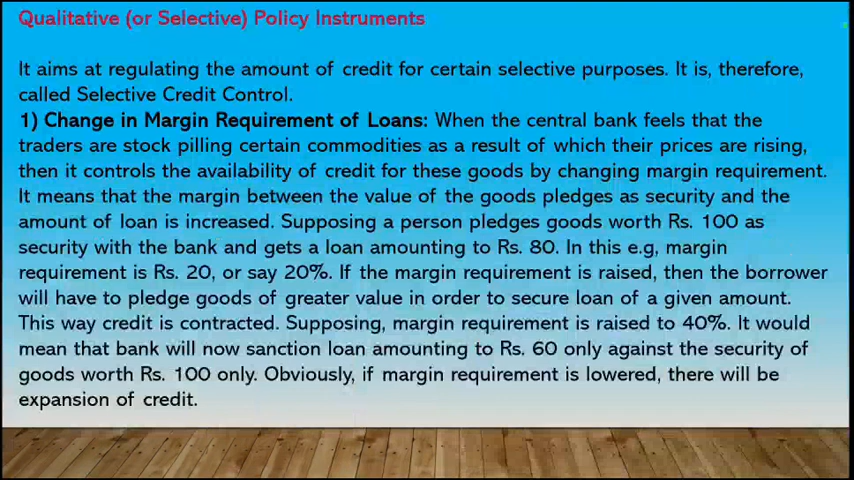 Qualitative (or Selective) Policy Instruments
It aims at regulating the amount of credit for certain selective purposes. It is, therefore,
called Selective Credit Control.
1) Change in Margin Requirement of Loans: When the central bank feels that the
traders are stock pilling certain commodities as a result of which their prices are rising,
then it controls the availability of credit for these goods by changing margin requirement.
It means that the margin between the value of the goods pledges as security and the
amount of loan is increased. Supposing a person pledges goods worth Rs. 100 as
security with the bank and gets a loan amounting to Rs. 80. In this e.g, margin
requirement is Rs. 20, or say 20%. If the margin requirement is raised, then the borrower
will have to pledge goods of greater value in order to secure loan of a given amount.
This way credit is contracted. Supposing, margin requirement is raised to 40%. It would
mean that bank will now sanction loan amounting to Rs. 60 only against the security of
goods worth Rs. 100 only. Obviously, if margin requirement is lowered, there will be
expansion of credit.